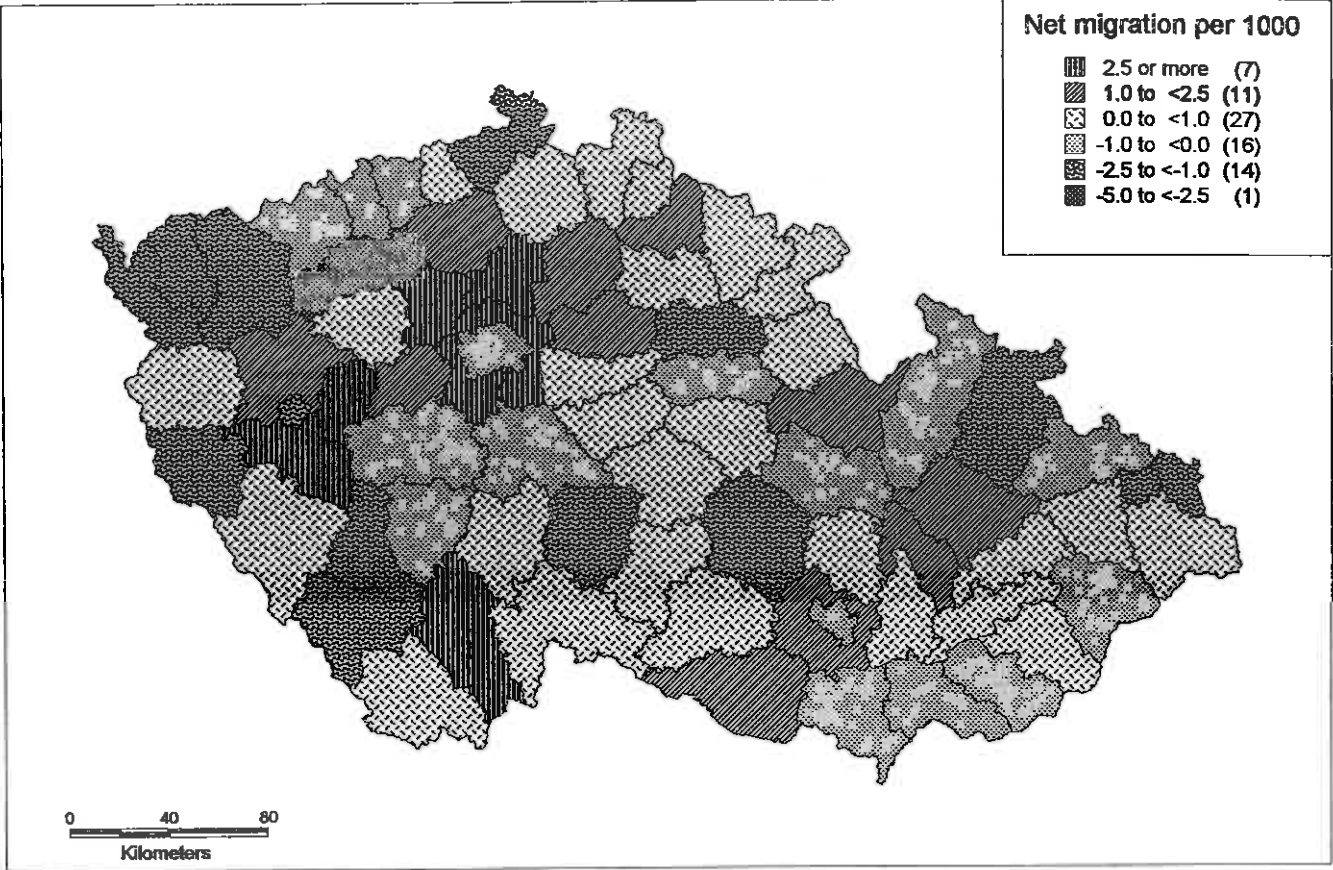 Net migration per 1000
2.5 or more (7)
1.0 to <2.5 (11)
0.0 to <1.0 (27)
-1.0 to <0.0 (16)
-2.5 to <-1.0 (14)
-5.0 to <-2.5 (1)
0 40 80
Kilometers